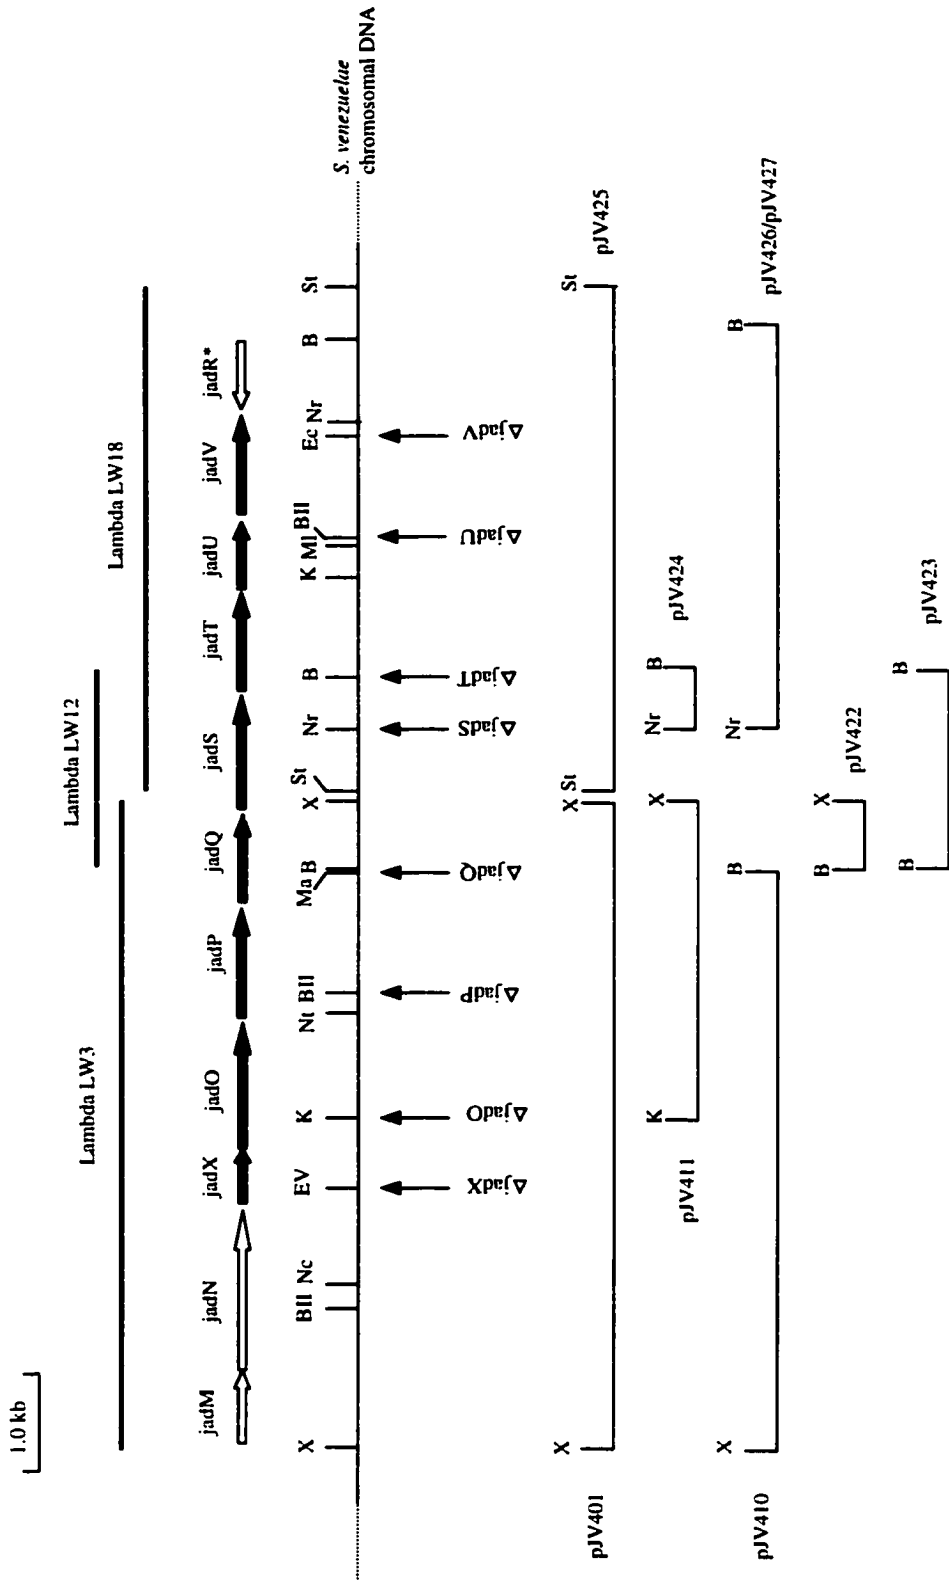 1.0 kb
Lambda LW3
Lambda LW12
Lambda LW18
jadM jadN jadX jadO jadP jadQ jadS jadT jadU jadV jadR*
X BII Nc EV K Nt BII Ma B X St Nr B K Ml BII Ec Nr B St
S. venezuelae
chromosomal DNA
ΔjadX ΔjadO ΔjadP ΔjadQ ΔjadS ΔjadT ΔjadU ΔjadV
pJV401 X X St St pJV425
pJV411 K X Nr B pJV424
pJV410 X B Nr B pJV426/pJV427
B X pJV422
B B pJV423